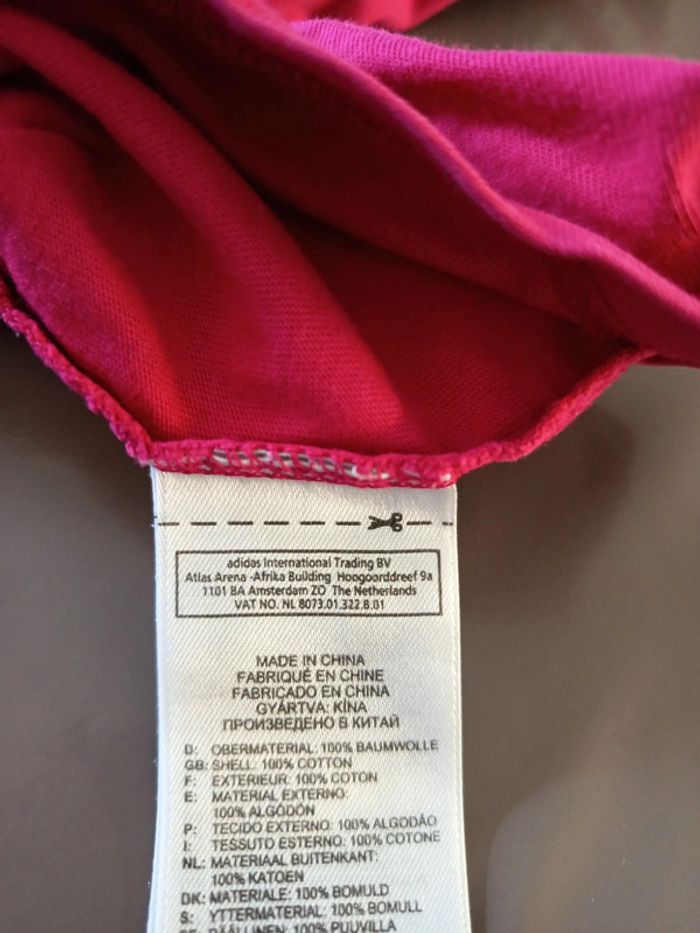 adidas International Trading BV
Atlas Arena -Afrika Building Hoogoorddreef 9a
1101 BA Amsterdam ZO The Netherlands
VAT NO. NL 8073.01.322.B.01
MADE IN CHINA
FABRIQUÉ EN CHINE
FABRICADO EN CHINA
GYÁRTVA: KÍNA
ПРОИЗВЕДЕНО В КИТАЙ
D: OBERMATERIAL: 100% BAUMWOLLE
GB: SHELL: 100% COTTON
F: EXTERIEUR: 100% COTON
E: MATERIAL EXTERNO:
100% ALGODÓN
P: TECIDO EXTERNO: 100% ALGODÃO
I: TESSUTO ESTERNO: 100% COTONE
NL: MATERIAAL BUITENKANT:
100% KATOEN
DK: MATERIALE: 100% BOMULD
S: YTTERMATERIAL: 100% BOMULL
100% PUUVILLA